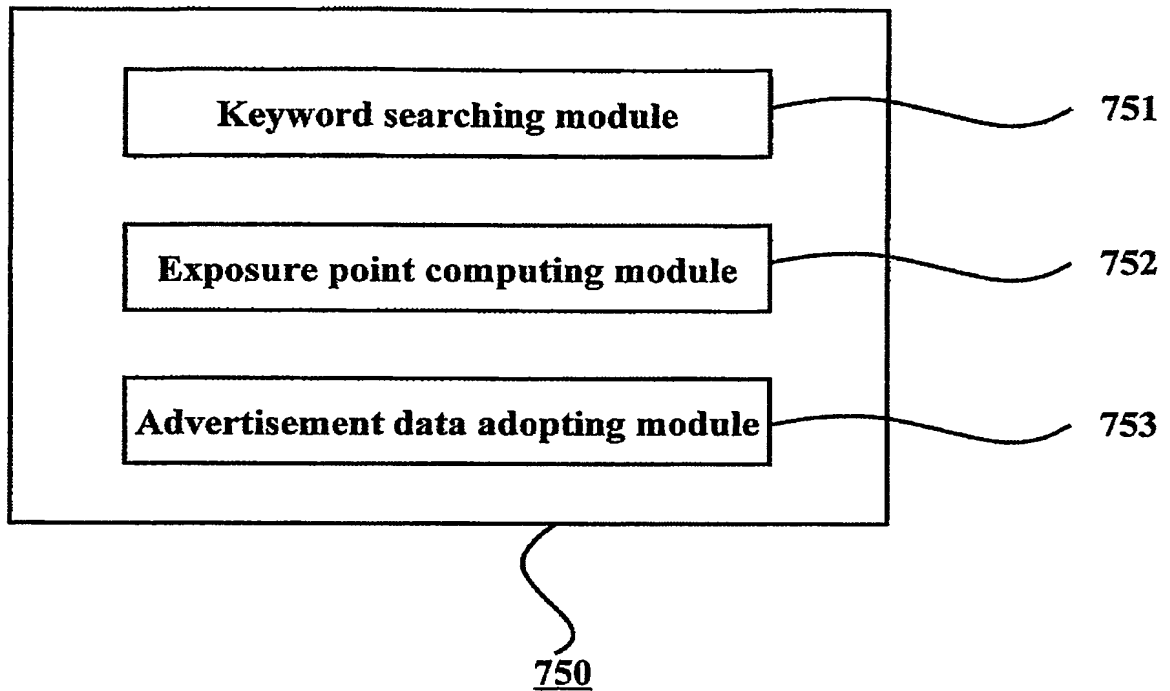 Keyword searching module
751
Exposure point computing module
752
Advertisement data adopting module
753
750